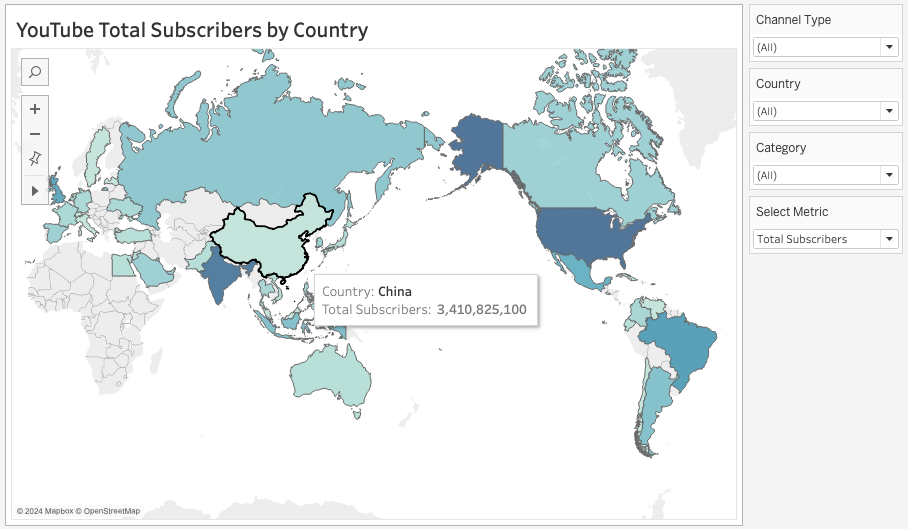 YouTube Total Subscribers by Country
Country: China
Total Subscribers: 3,410,825,100
© 2024 Mapbox © OpenStreetMap
Channel Type
(All)
Country
(All)
Category
(All)
Select Metric
Total Subscribers